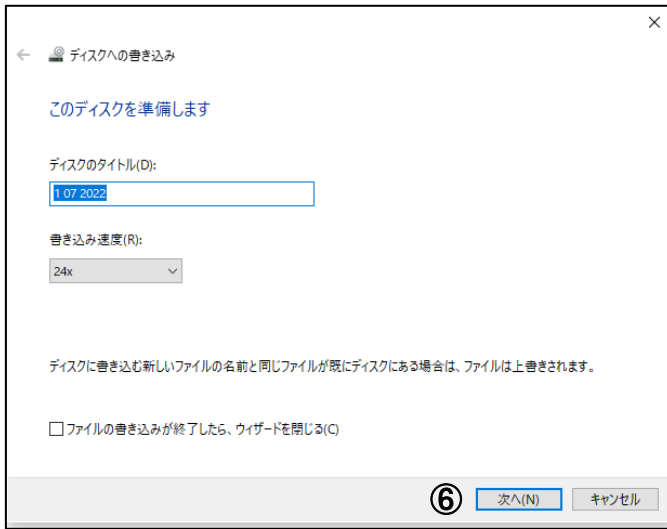 ディスクへの書き込み
このディスクを準備します
ディスクのタイトル(D):
1 07 2022
書き込み速度(R):
24x
ディスクに書き込む新しいファイルの名前と同じファイルが既にディスクにある場合は、ファイルは上書きされます。
ファイルの書き込みが終了したら、ウィザードを閉じる(C)
⑥ 次へ(N) キャンセル